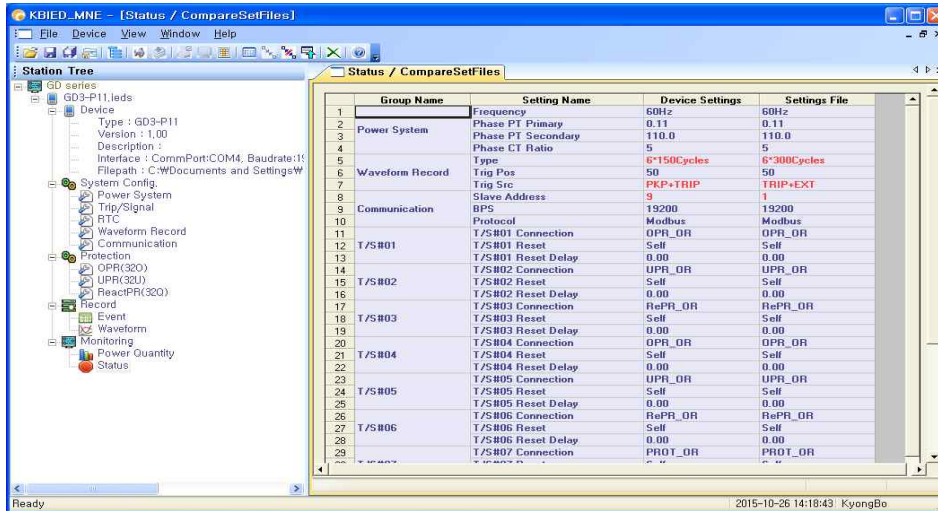 KBIED_MNE - [Status / CompareSetFiles]
File Device View Window Help
Station Tree
Status / CompareSetFiles
GD series
GD3-P11,ieds
Device
Type : GD3-P11
Version : 1,00
Description :
Interface : CommPort:COM4, Baudrate:1
Filepath : C:₩Documents and Settings₩
System Config,
Power System
Trip/Signal
RTC
Waveform Record
Communication
Protection
OPR(32O)
UPR(32U)
ReactPR(32Q)
Record
Event
Waveform
Monitoring
Power Quantity
Status
Group Name Setting Name Device Settings Settings File
1 Frequency 60Hz 60Hz
2 Power System Phase PT Primary 0.11 0.11
3 Phase PT Secondary 110.0 110.0
4 Phase CT Ratio 5 5
5 Type 6*150Cycles 6*300Cycles
6 Waveform Record Trig Pos 50 50
7 Trig Src PKP+TRIP TRIP+EXT
8 Slave Address 9 1
9 Communication BPS 19200 19200
10 Protocol Modbus Modbus
11 T/S#01 Connection OPR_OR OPR_OR
12 T/S#01 T/S#01 Reset Self Self
13 T/S#01 Reset Delay 0.00 0.00
14 T/S#02 Connection UPR_OR UPR_OR
15 T/S#02 T/S#02 Reset Self Self
16 T/S#02 Reset Delay 0.00 0.00
17 T/S#03 Connection RePR_OR RePR_OR
18 T/S#03 T/S#03 Reset Self Self
19 T/S#03 Reset Delay 0.00 0.00
20 T/S#04 Connection OPR_OR OPR_OR
21 T/S#04 T/S#04 Reset Self Self
22 T/S#04 Reset Delay 0.00 0.00
23 T/S#05 Connection UPR_OR UPR_OR
24 T/S#05 T/S#05 Reset Self Self
25 T/S#05 Reset Delay 0.00 0.00
26 T/S#06 Connection RePR_OR RePR_OR
27 T/S#06 T/S#06 Reset Self Self
28 T/S#06 Reset Delay 0.00 0.00
29 T/S#07 Connection PROT_OR PROT_OR
Ready 2015-10-26 14:18:43 KyongBo